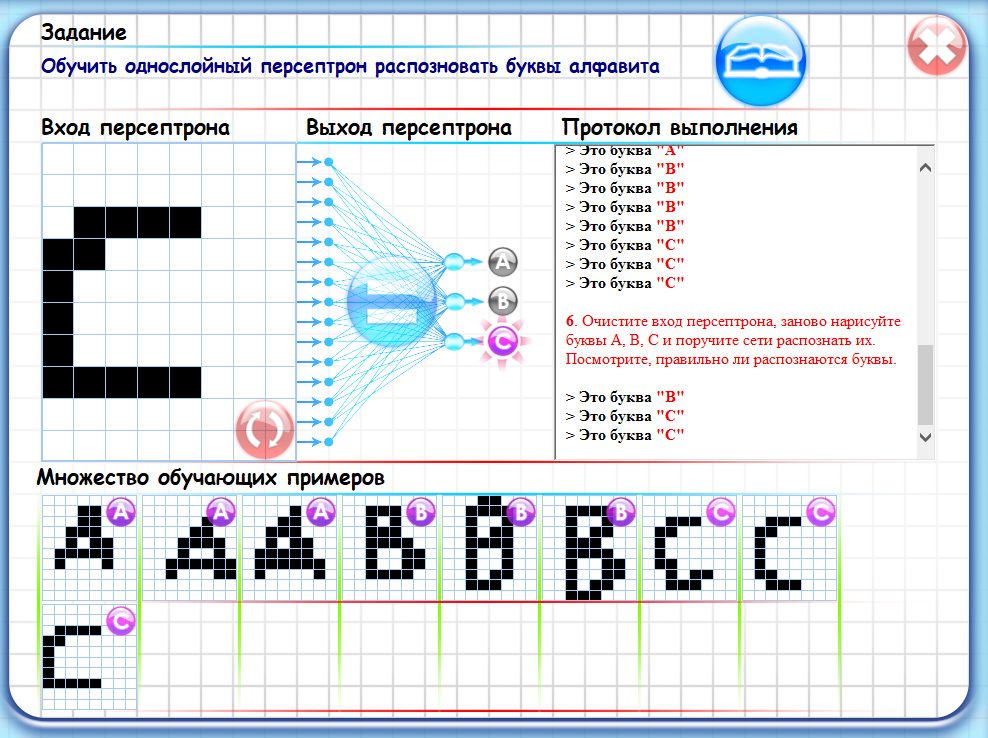 Задание
Обучить однослойный персептрон распозновать буквы алфавита
Вход персептрона
Выход персептрона
Протокол выполнения
A
B
C
> Это буква "A"
> Это буква "B"
> Это буква "B"
> Это буква "B"
> Это буква "B"
> Это буква "C"
> Это буква "C"
> Это буква "C"
6. Очистите вход персептрона, заново нарисуйте
буквы A, B, C и поручите сети распознать их.
Посмотрите, правильно ли распознаются буквы.
> Это буква "B"
> Это буква "C"
> Это буква "C"
Множество обучающих примеров
A A A B B B C C
C